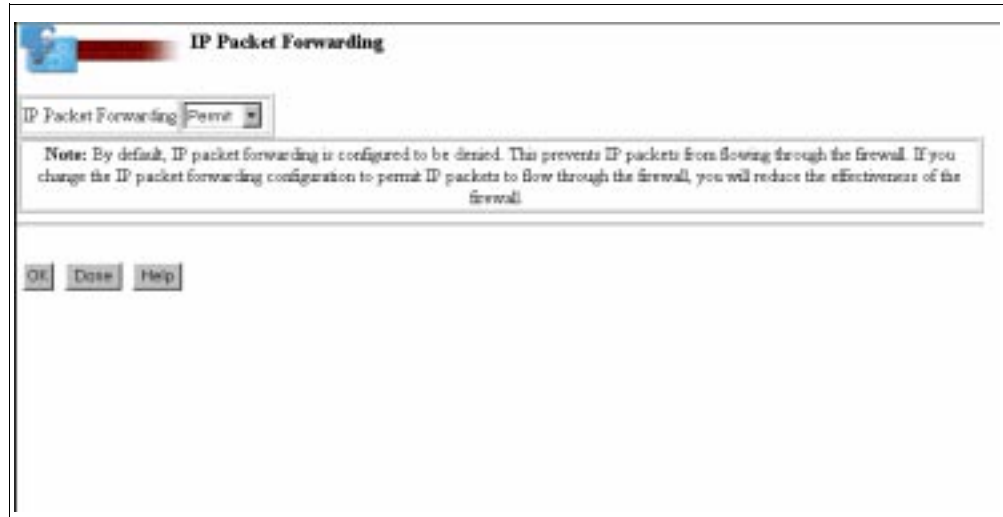 IP Packet Forwarding
IP Packet Forwarding Permit
Note: By default, IP packet forwarding is configured to be denied. This prevents IP packets from flowing through the firewall. If you
change the IP packet forwarding configuration to permit IP packets to flow through the firewall, you will reduce the effectiveness of the
firewall.
OK Done Help